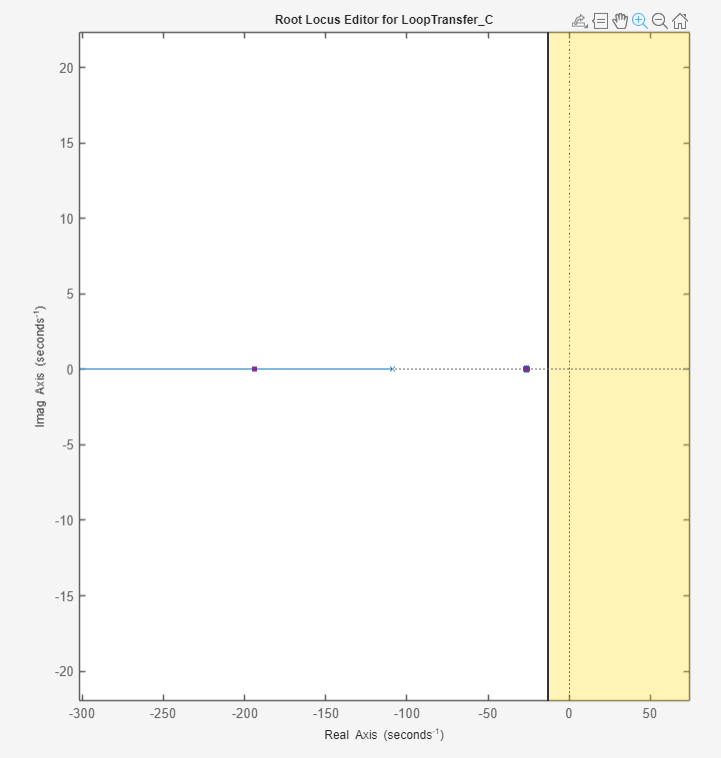 Root Locus Editor for LoopTransfer_C
20
15
10
5
0
-5
-10
-15
-20
Imag Axis (seconds⁻¹)
-300 -250 -200 -150 -100 -50 0 50
Real Axis (seconds⁻¹)